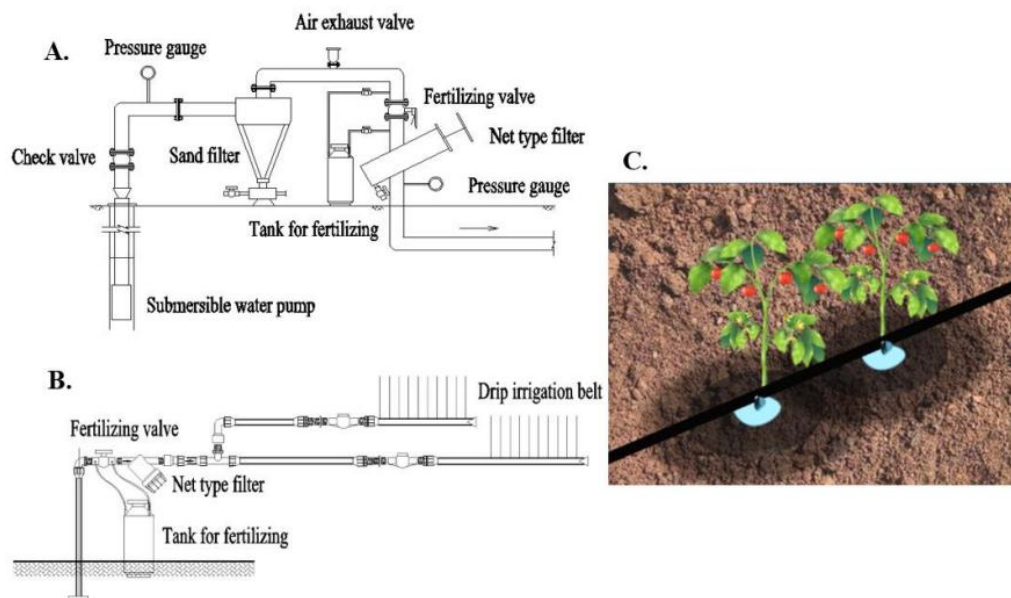 A.
Air exhaust valve
Pressure gauge
Fertilizing valve
Net type filter
Check valve
Sand filter
Pressure gauge
Tank for fertilizing
Submersible water pump
B.
Drip irrigation belt
Fertilizing valve
Net type filter
Tank for fertilizing
C.